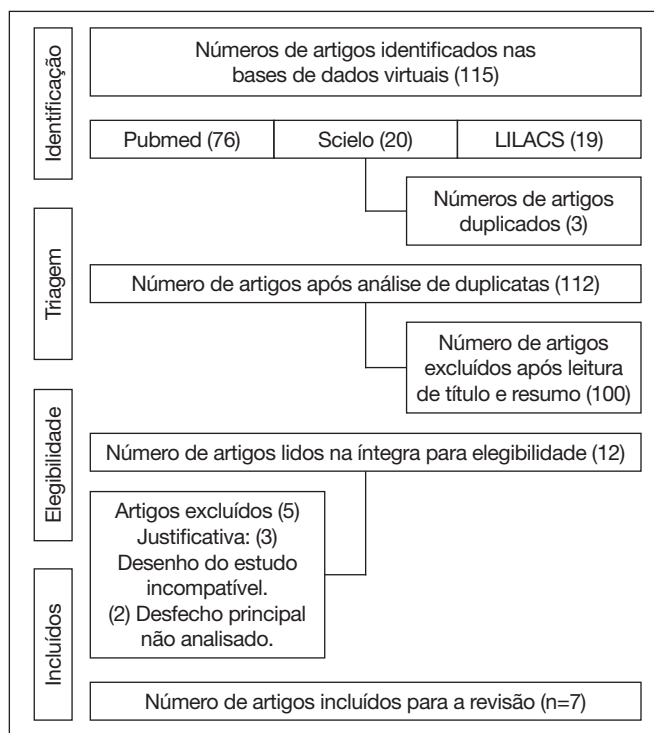 Identificação
Números de artigos identificados nas
bases de dados virtuais (115)
Pubmed (76)
Scielo (20)
LILACS (19)
Números de artigos
duplicados (3)
Triagem
Número de artigos após análise de duplicatas (112)
Número de artigos
excluídos após leitura
de título e resumo (100)
Elegibilidade
Número de artigos lidos na íntegra para elegibilidade (12)
Artigos excluídos (5)
Justificativa: (3)
Desenho do estudo
incompatível.
(2) Desfecho principal
não analisado.
Incluídos
Número de artigos incluídos para a revisão (n=7)